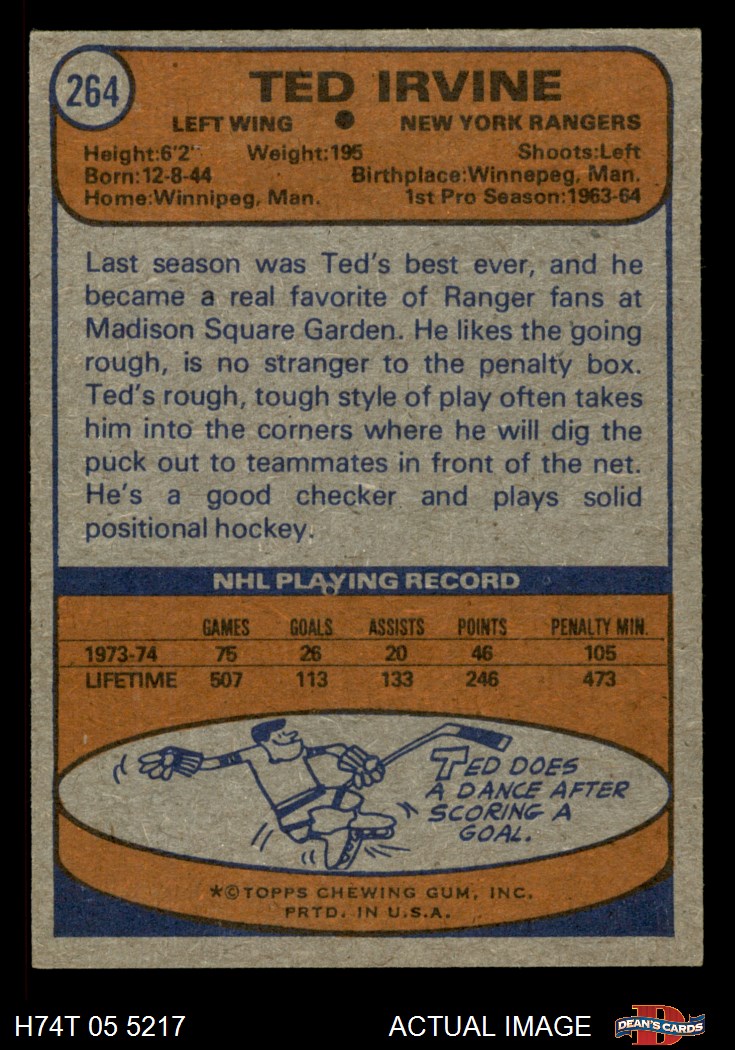 264
TED IRVINE
LEFT WING ● NEW YORK RANGERS
Height:6'2" Weight:195 Shoots:Left
Born:12-8-44 Birthplace:Winnepeg, Man.
Home:Winnipeg, Man. 1st Pro Season:1963-64
Last season was Ted's best ever, and he
became a real favorite of Ranger fans at
Madison Square Garden. He likes the going
rough, is no stranger to the penalty box.
Ted's rough, tough style of play often takes
him into the corners where he will dig the
puck out to teammates in front of the net.
He's a good checker and plays solid
positional hockey.
NHL PLAYING RECORD
GAMES GOALS ASSISTS POINTS PENALTY MIN.
1973-74 75 26 20 46 105
LIFETIME 507 113 133 246 473
TED DOES
A DANCE AFTER
SCORING A
GOAL.
*©TOPPS CHEWING GUM, INC.
PRTD. IN U.S.A.
H74T 05 5217 ACTUAL IMAGE
D
DEAN'S CARDS